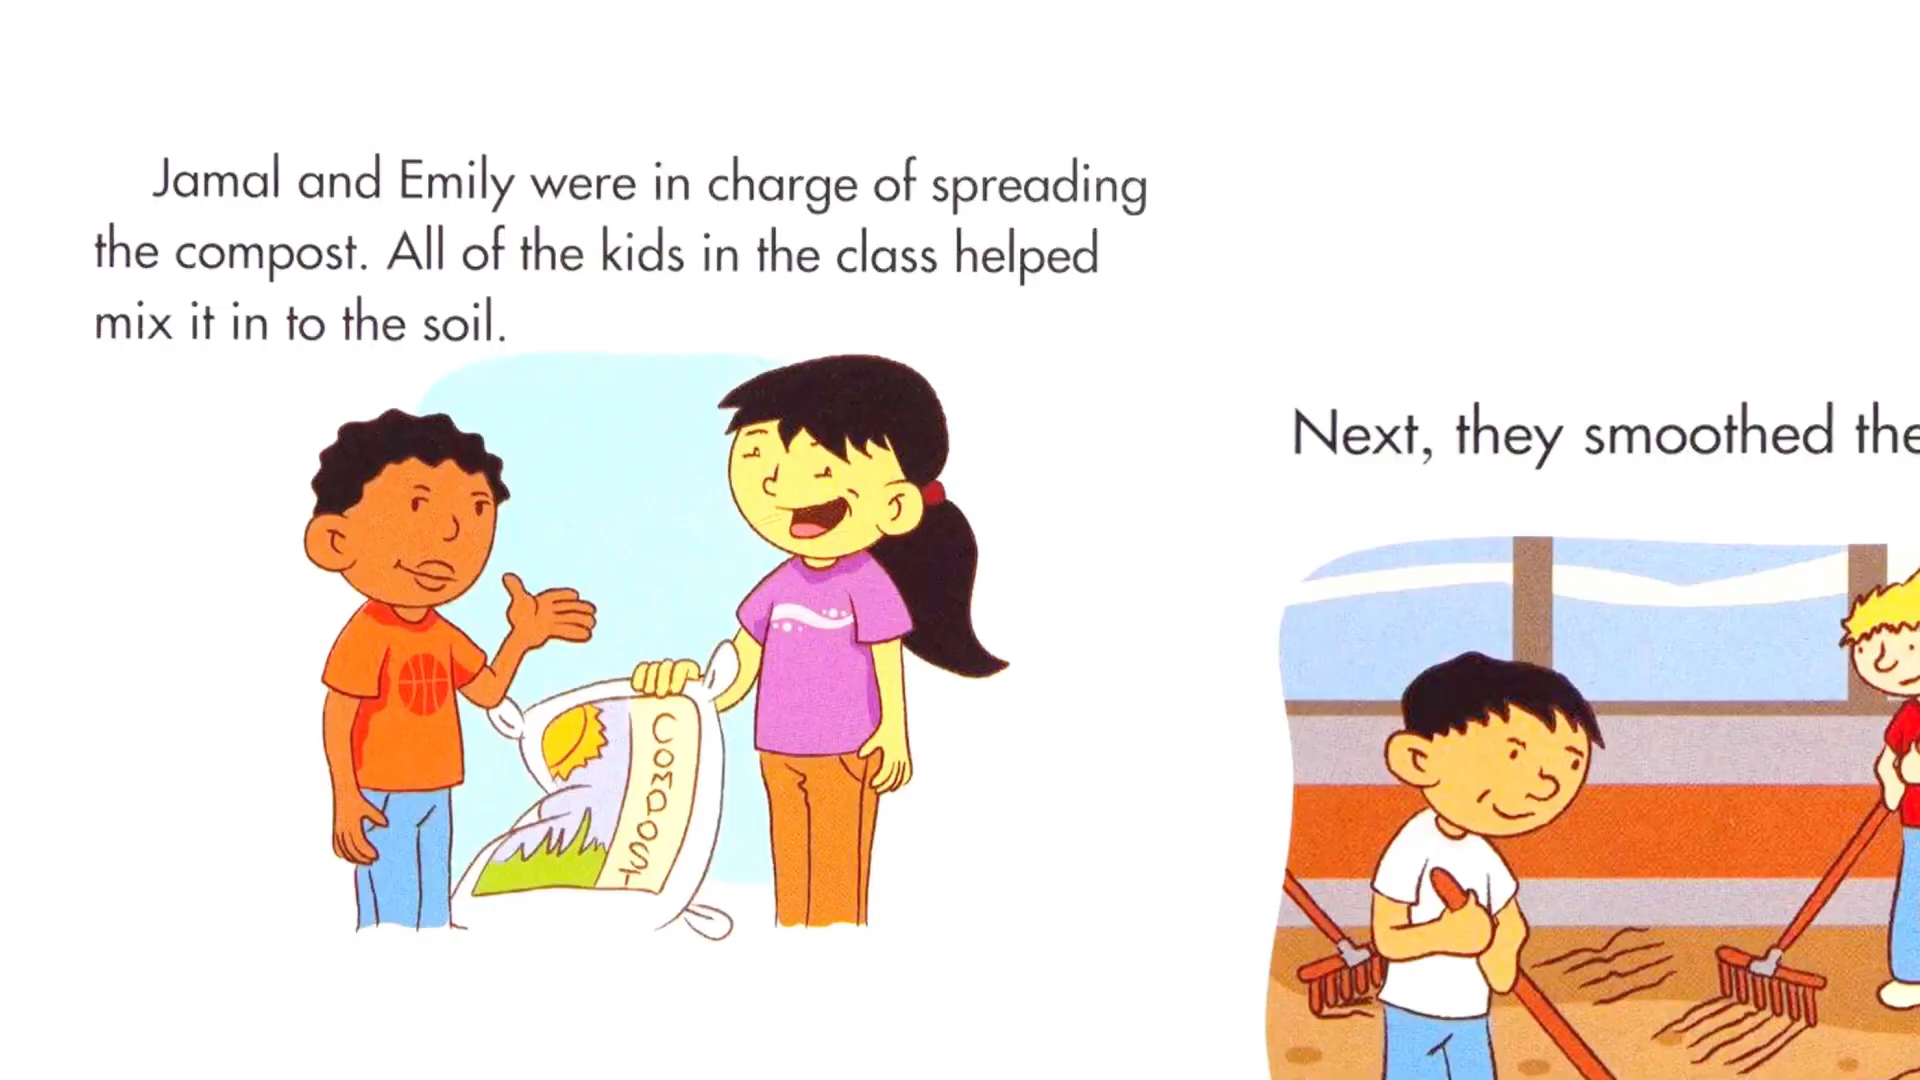 Jamal and Emily were in charge of spreading
the compost. All of the kids in the class helped
mix it in to the soil.
COMPOST
Next, they smoothed the